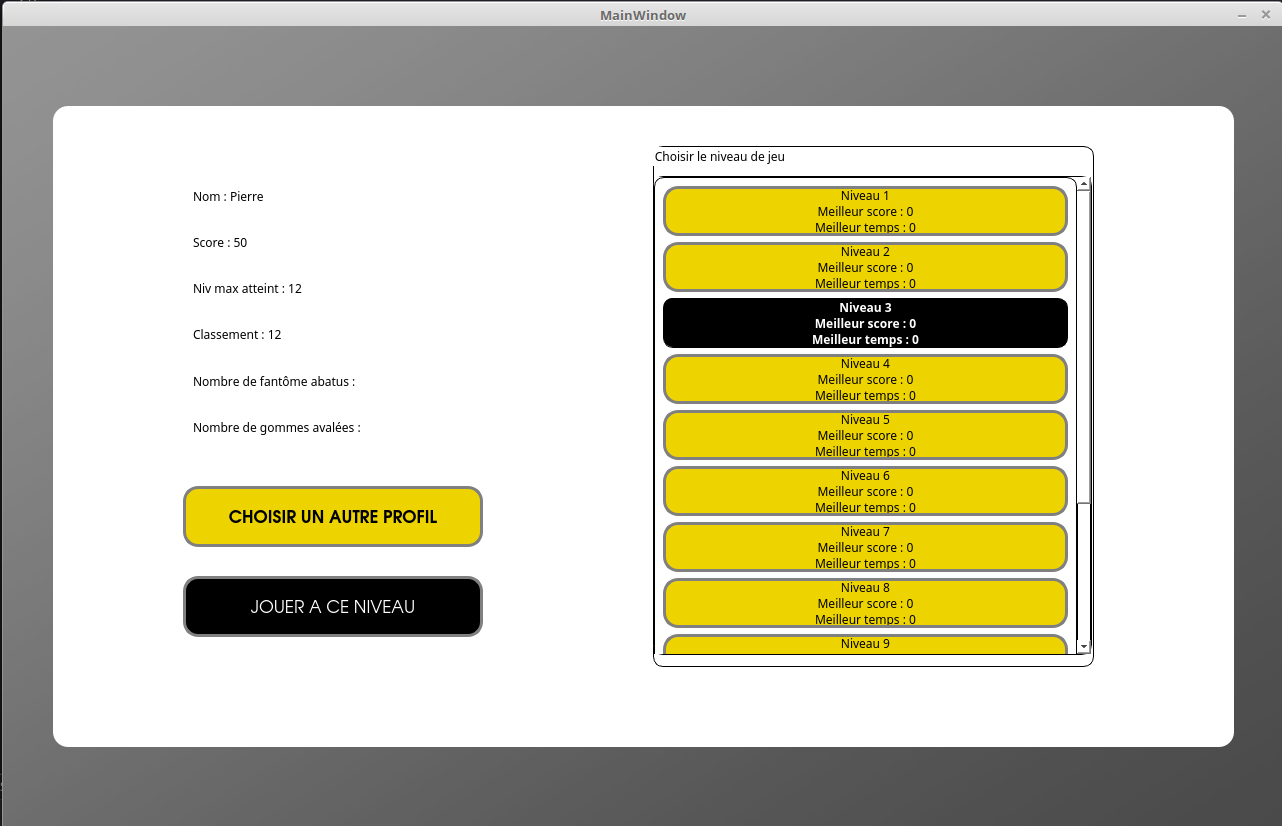 MainWindow
Nom : Pierre
Score : 50
Niv max atteint : 12
Classement : 12
Nombre de fantôme abatus :
Nombre de gommes avalées :
CHOISIR UN AUTRE PROFIL
JOUER A CE NIVEAU
Choisir le niveau de jeu
Niveau 1
Meilleur score : 0
Meilleur temps : 0
Niveau 2
Meilleur score : 0
Meilleur temps : 0
Niveau 3
Meilleur score : 0
Meilleur temps : 0
Niveau 4
Meilleur score : 0
Meilleur temps : 0
Niveau 5
Meilleur score : 0
Meilleur temps : 0
Niveau 6
Meilleur score : 0
Meilleur temps : 0
Niveau 7
Meilleur score : 0
Meilleur temps : 0
Niveau 8
Meilleur score : 0
Meilleur temps : 0
Niveau 9